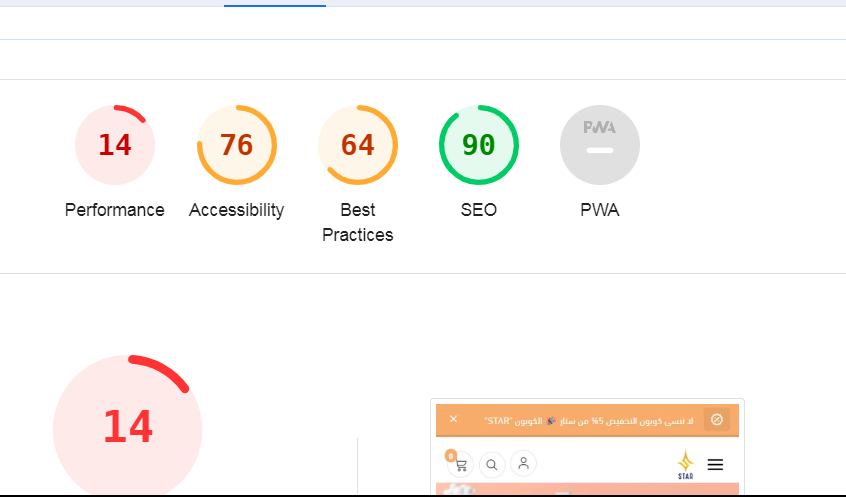 14
76
64
90
PWA
Performance
Accessibility
Best
Practices
SEO
PWA
14
لا تنسى كوبون التخفيض 5% من ستار 🎉 الكوبون "STAR"
0
STAR